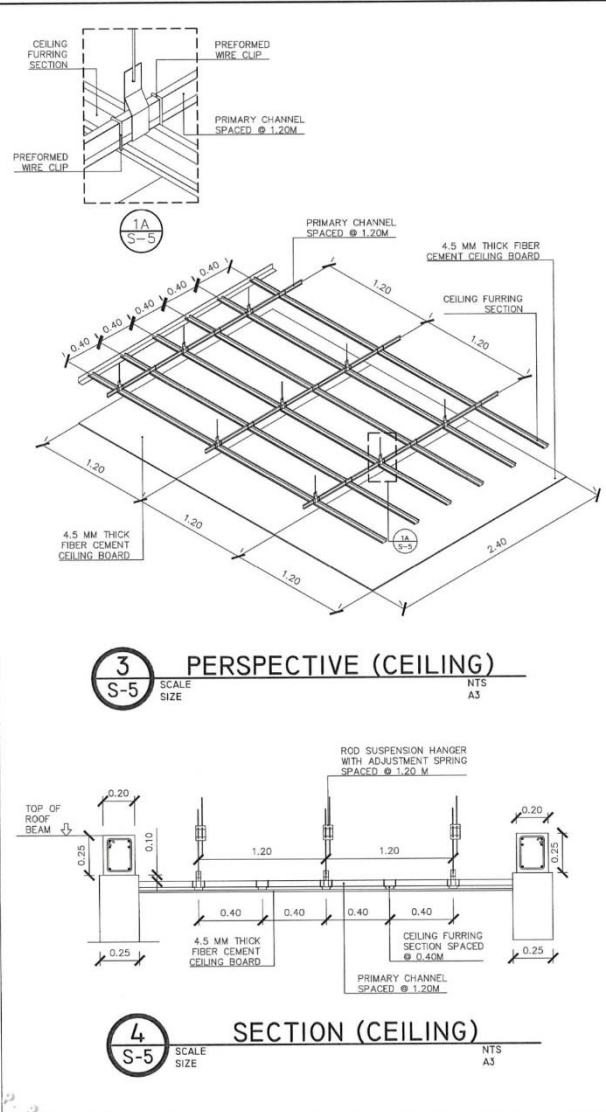 CEILING
FURRING
SECTION
PREFORMED
WIRE CLIP
PRIMARY CHANNEL
SPACED @ 1.20M
PREFORMED
WIRE CLIP
1A
S-5
PRIMARY CHANNEL
SPACED @ 1.20M
4.5 MM THICK FIBER
CEMENT CEILING BOARD
CEILING FURRING
SECTION
0.40
0.40
0.40
0.40
0.40
1.20
1.20
1.20
1.20
1.20
2.40
1A
S-5
4.5 MM THICK
FIBER CEMENT
CEILING BOARD
3
S-5
PERSPECTIVE (CEILING)
SCALE
SIZE
NTS
A3
ROD SUSPENSION HANGER
WITH ADJUSTMENT SPRING
SPACED @ 1.20 M
TOP OF
ROOF
BEAM
0.20
0.25
0.10
1.20
1.20
0.20
0.25
0.40
0.40
0.40
0.40
0.25
0.25
4.5 MM THICK
FIBER CEMENT
CEILING BOARD
CEILING FURRING
SECTION SPACED
@ 0.40M
PRIMARY CHANNEL
SPACED @ 1.20M
4
S-5
SECTION (CEILING)
SCALE
SIZE
NTS
A3